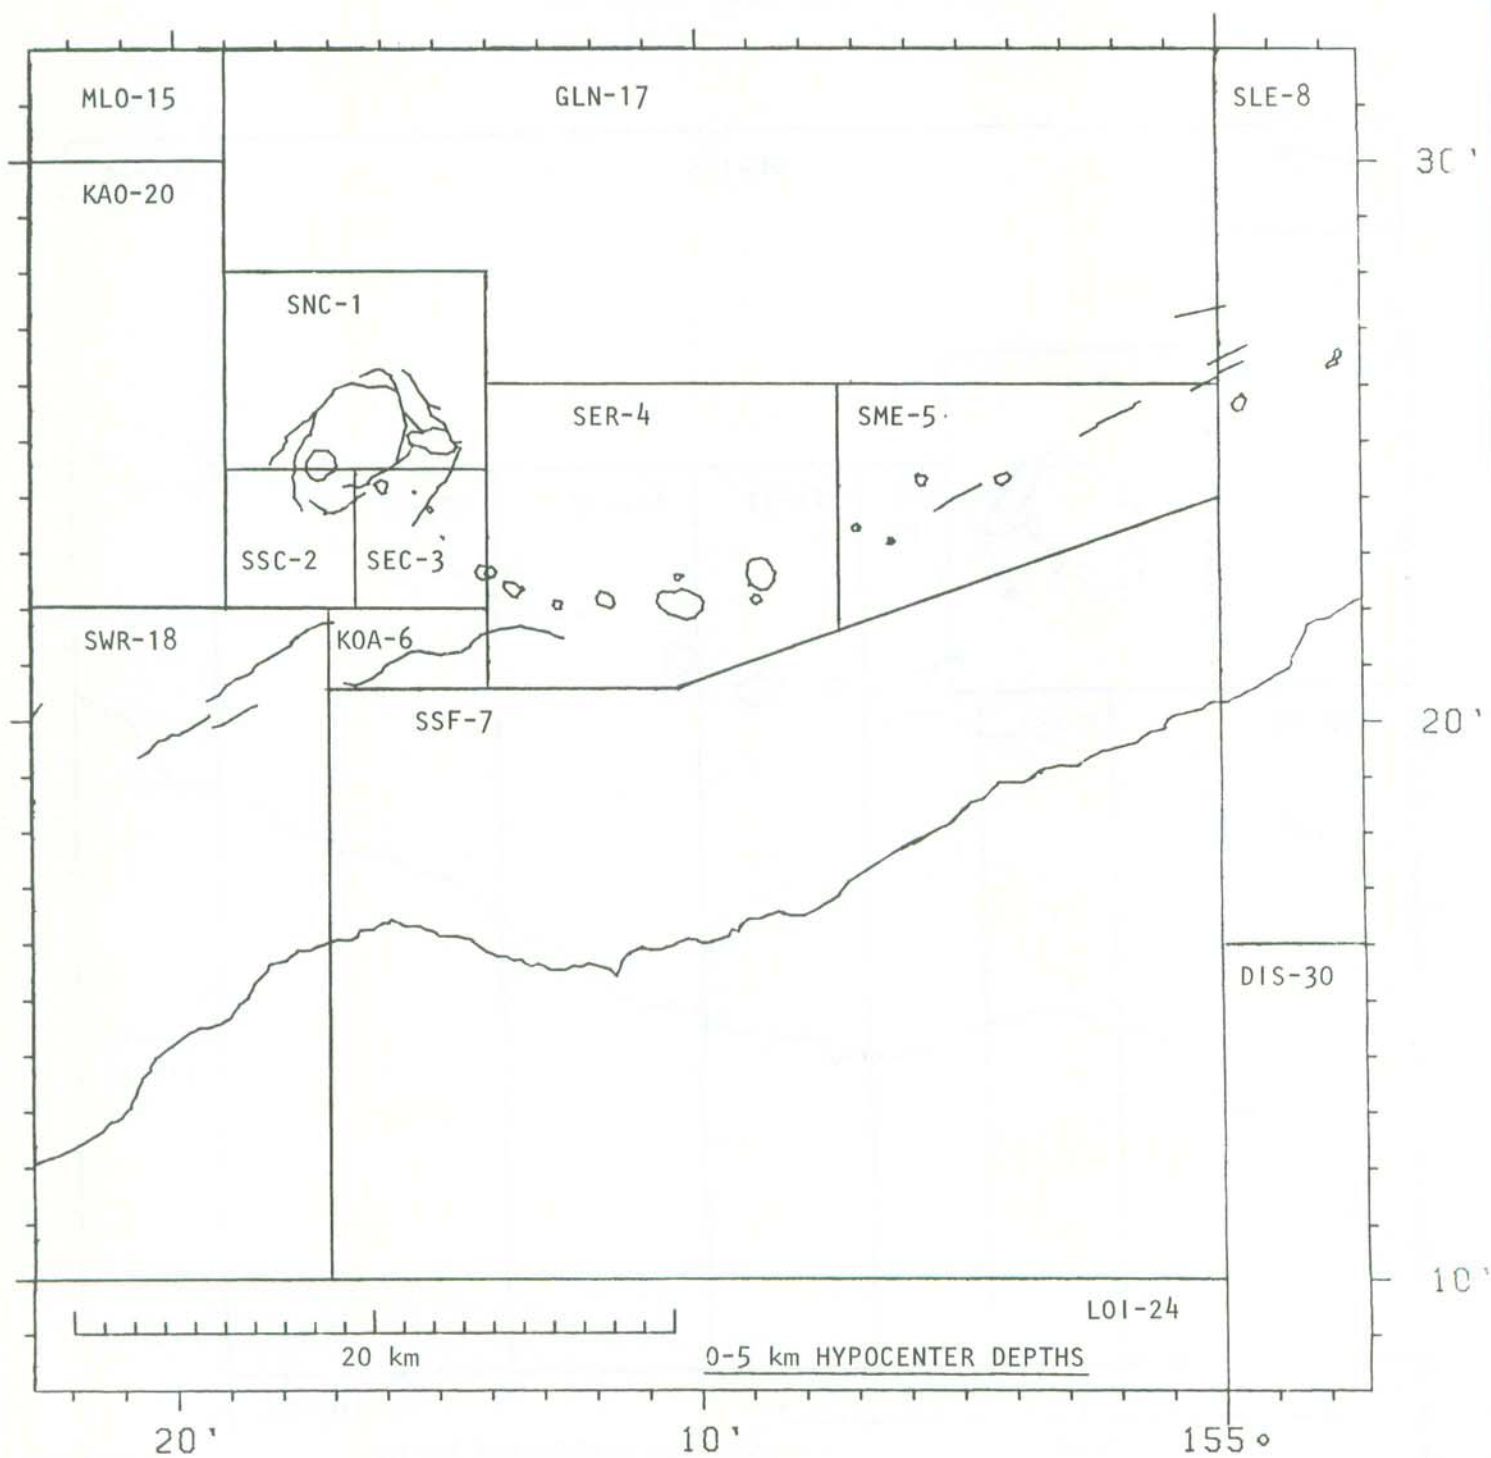 MLO-15
GLN-17
SLE-8
30'
KAO-20
SNC-1
SER-4
SME-5
SSC-2
SEC-3
SWR-18
KOA-6
SSF-7
20'
DIS-30
10'
LOI-24
20 km
0-5 km HYPOCENTER DEPTHS
20'
10'
155°